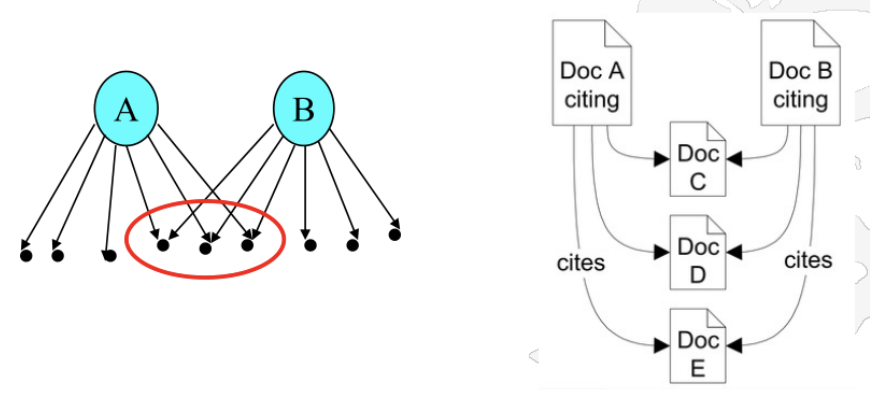 A
B
Doc A
citing
Doc B
citing
Doc
C
Doc
D
cites
cites
Doc
E